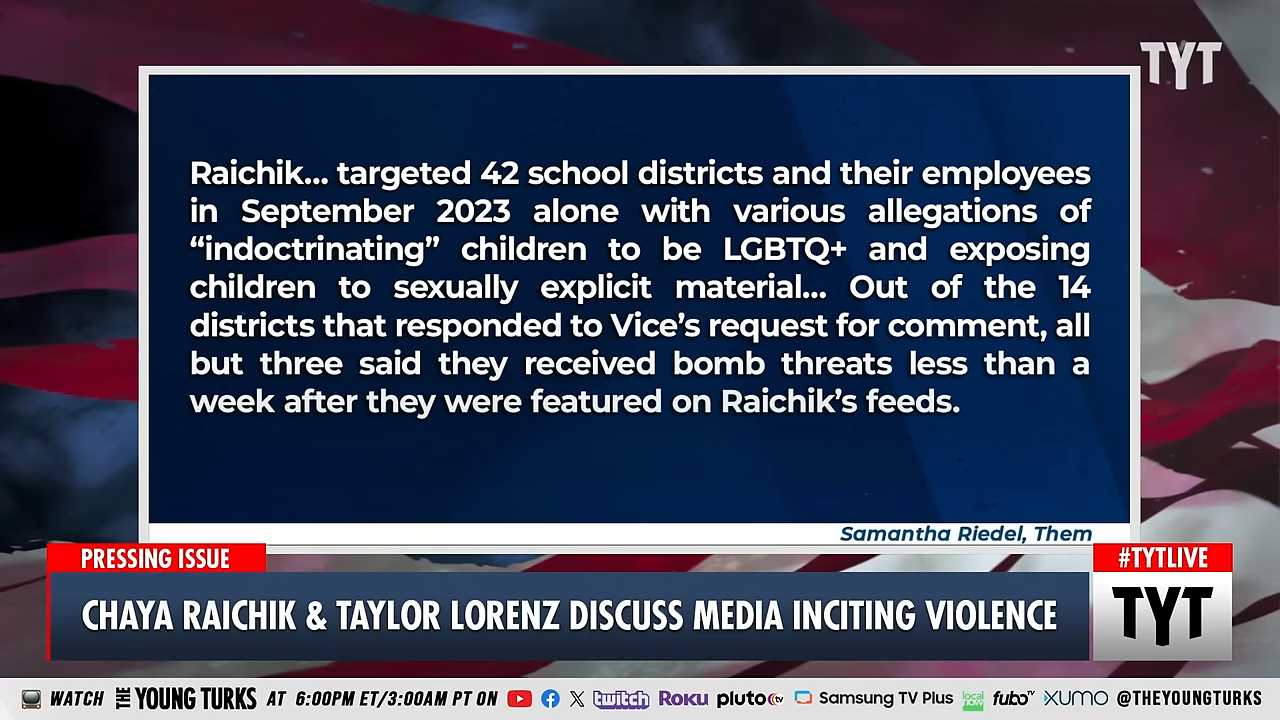 TYT
Raichik... targeted 42 school districts and their employees
in September 2023 alone with various allegations of
“indoctrinating” children to be LGBTQ+ and exposing
children to sexually explicit material... Out of the 14
districts that responded to Vice’s request for comment, all
but three said they received bomb threats less than a
week after they were featured on Raichik’s feeds.
Samantha Riedel, Them
PRESSING ISSUE
#TYTLIVE
CHAYA RAICHIK & TAYLOR LORENZ DISCUSS MEDIA INCITING VIOLENCE
TYT
WATCH THE YOUNG TURKS AT 6:00PM ET/3:00AM PT ON twitch ROKU pluto tv SAMSUNG TV Plus local now fubo TV XUMO @THEYOUNGTURKS